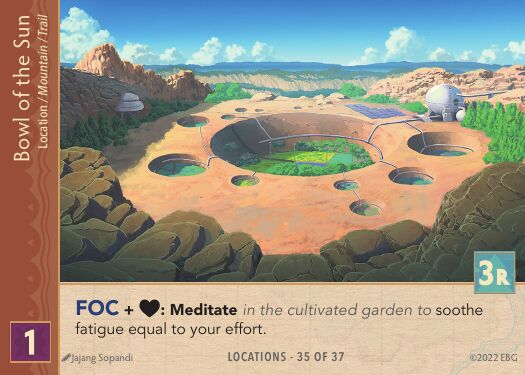 Bowl of the Sun
Location / Mountain / Trail
3R
FOC + ♥: Meditate in the cultivated garden to soothe
fatigue equal to your effort.
1
Jajang Sopandi
LOCATIONS - 35 OF 37
©2022 EBG